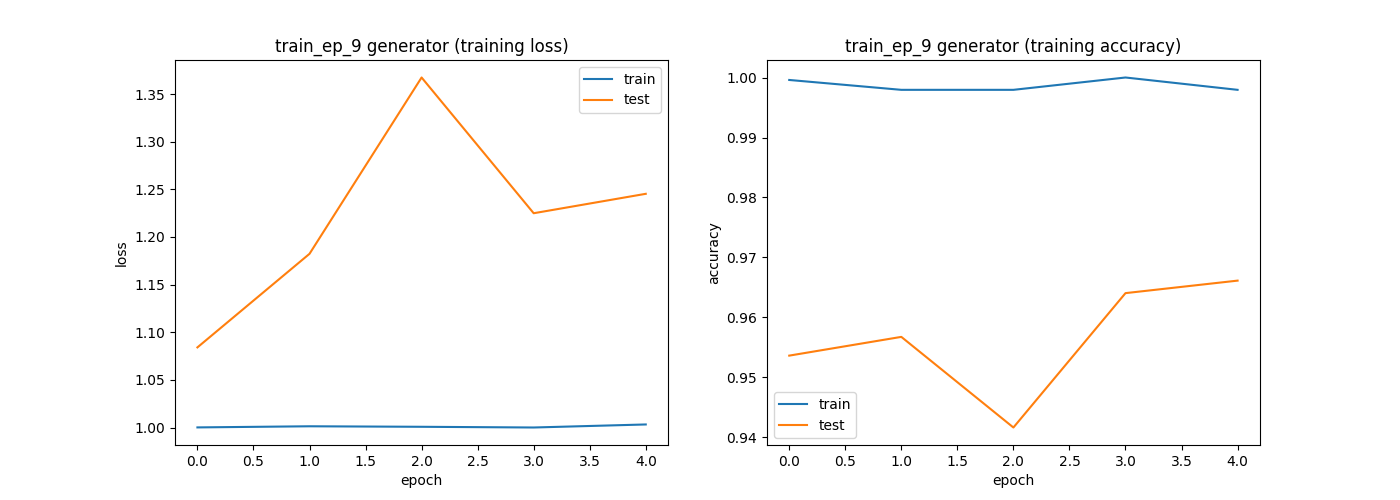 train_ep_9 generator (training loss)
train
test
1.35
1.30
1.25
1.20
1.15
1.10
1.05
1.00
loss
0.0 0.5 1.0 1.5 2.0 2.5 3.0 3.5 4.0
epoch
train_ep_9 generator (training accuracy)
1.00
0.99
0.98
0.97
0.96
0.95
0.94
accuracy
train
test
0.0 0.5 1.0 1.5 2.0 2.5 3.0 3.5 4.0
epoch